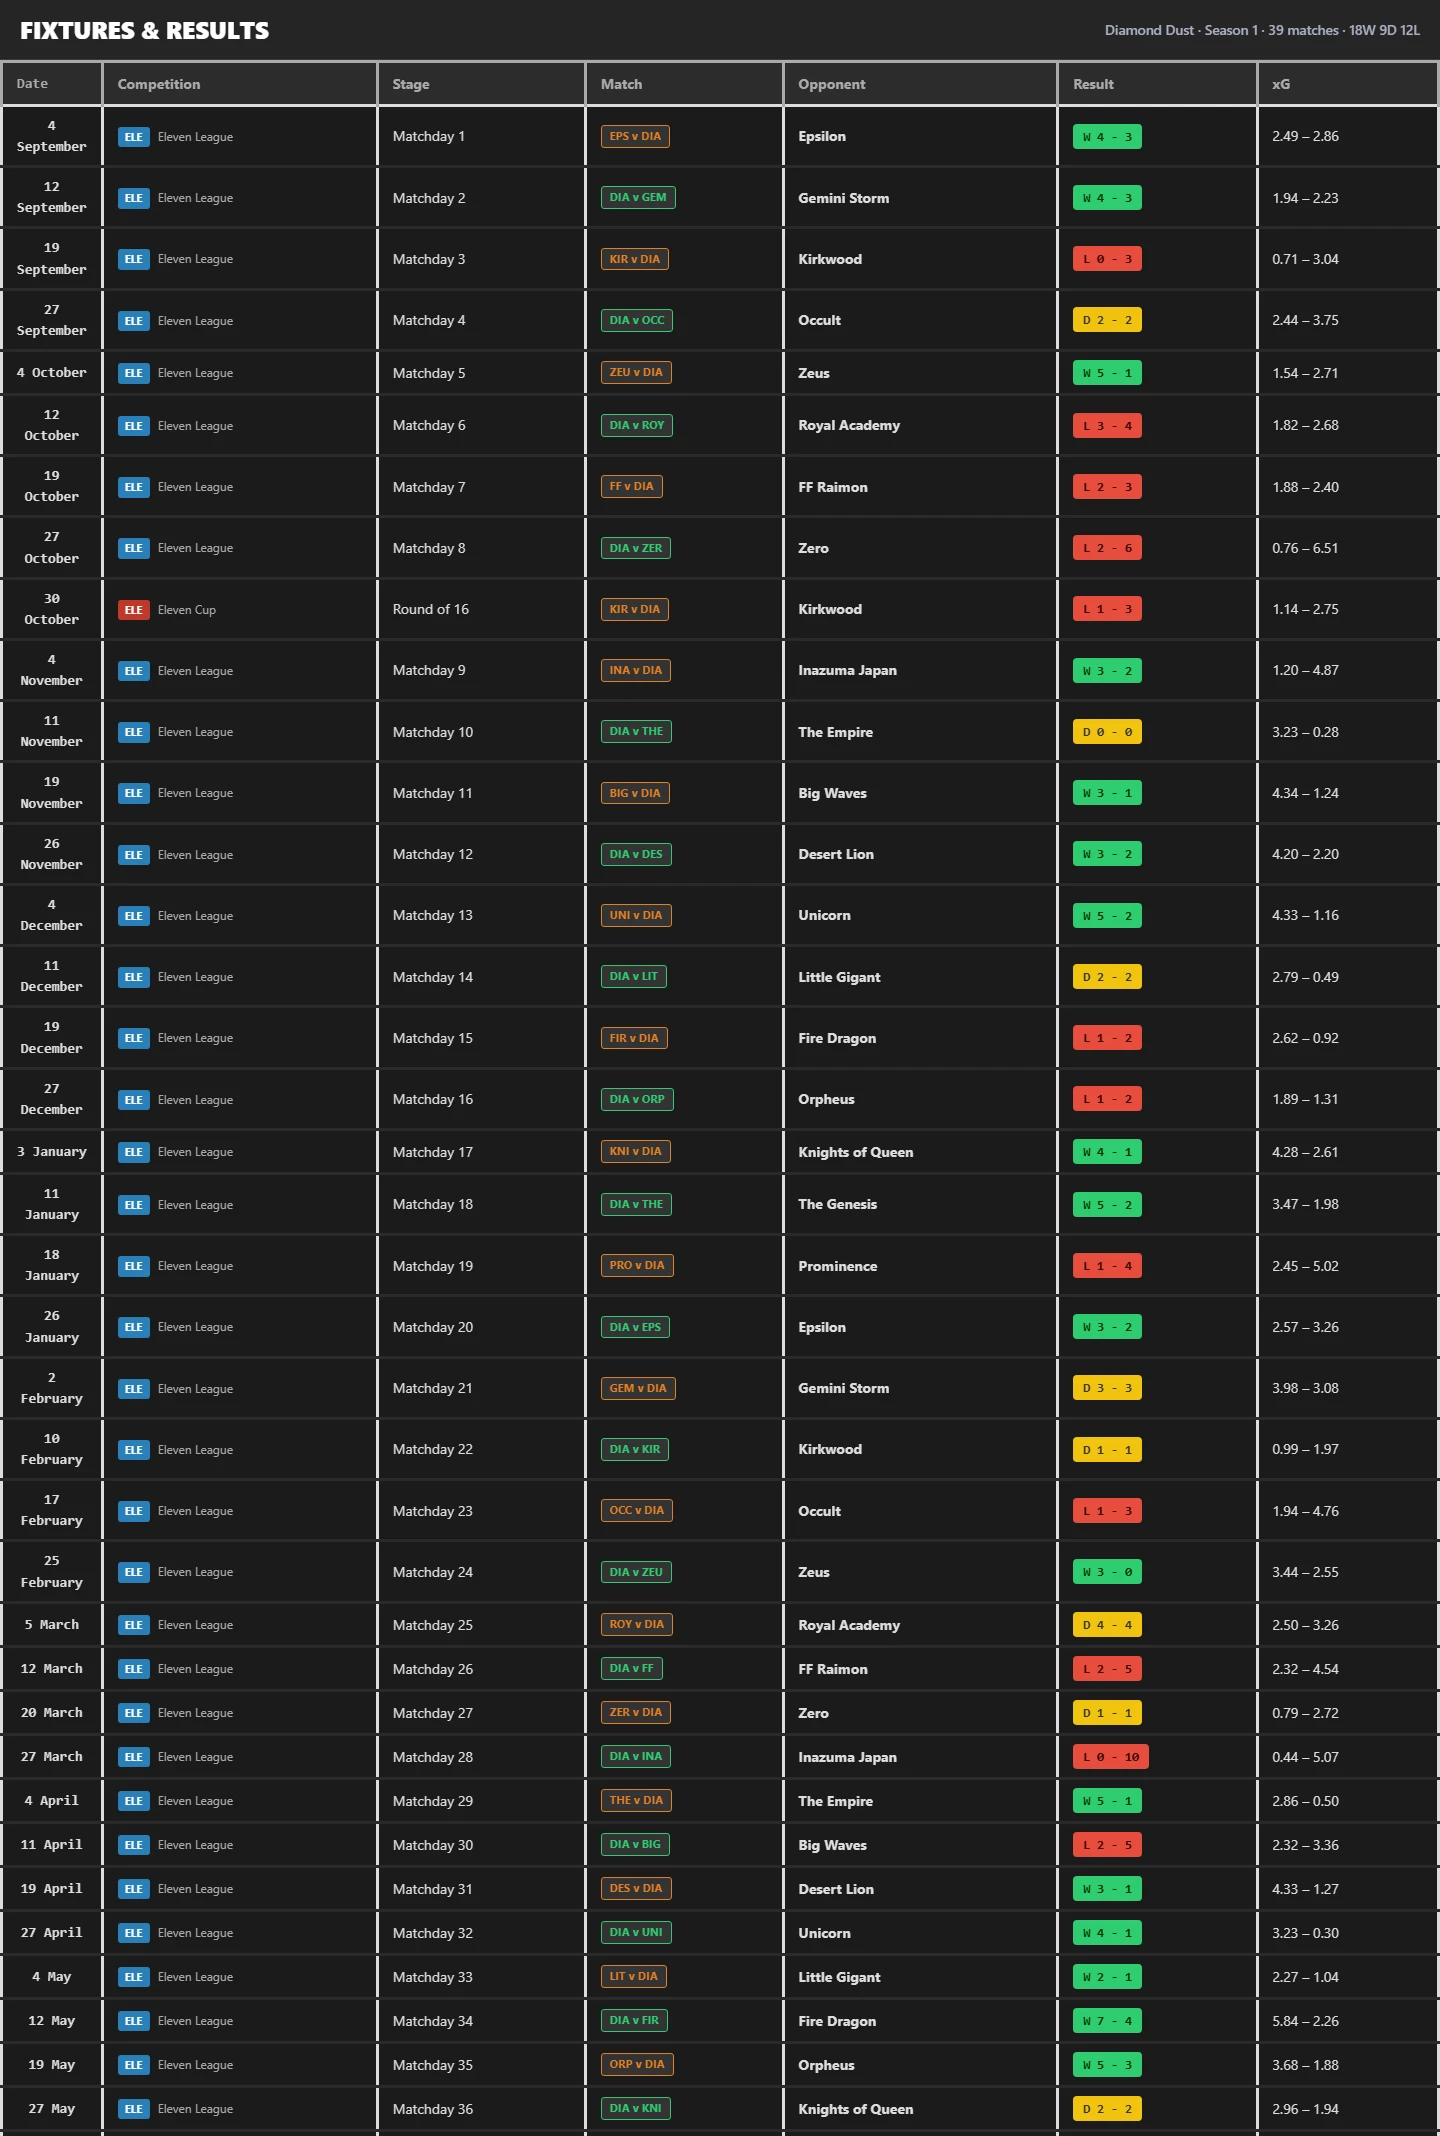 FIXTURES & RESULTS
Diamond Dust · Season 1 · 39 matches · 18W 9D 12L
Date Competition Stage Match Opponent Result xG
4 September ELE Eleven League Matchday 1 EPS v DIA Epsilon W 4 - 3 2.49 – 2.86
12 September ELE Eleven League Matchday 2 DIA v GEM Gemini Storm W 4 - 3 1.94 – 2.23
19 September ELE Eleven League Matchday 3 KIR v DIA Kirkwood L 0 - 3 0.71 – 3.04
27 September ELE Eleven League Matchday 4 DIA v OCC Occult D 2 - 2 2.44 – 3.75
4 October ELE Eleven League Matchday 5 ZEU v DIA Zeus W 5 - 1 1.54 – 2.71
12 October ELE Eleven League Matchday 6 DIA v ROY Royal Academy L 3 - 4 1.82 – 2.68
19 October ELE Eleven League Matchday 7 FF v DIA FF Raimon L 2 - 3 1.88 – 2.40
27 October ELE Eleven League Matchday 8 DIA v ZER Zero L 2 - 6 0.76 – 6.51
30 October ELE Eleven Cup Round of 16 KIR v DIA Kirkwood L 1 - 3 1.14 – 2.75
4 November ELE Eleven League Matchday 9 INA v DIA Inazuma Japan W 3 - 2 1.20 – 4.87
11 November ELE Eleven League Matchday 10 DIA v THE The Empire D 0 - 0 3.23 – 0.28
19 November ELE Eleven League Matchday 11 BIG v DIA Big Waves W 3 - 1 4.34 – 1.24
26 November ELE Eleven League Matchday 12 DIA v DES Desert Lion W 3 - 2 4.20 – 2.20
4 December ELE Eleven League Matchday 13 UNI v DIA Unicorn W 5 - 2 4.33 – 1.16
11 December ELE Eleven League Matchday 14 DIA v LIT Little Gigant D 2 - 2 2.79 – 0.49
19 December ELE Eleven League Matchday 15 FIR v DIA Fire Dragon L 1 - 2 2.62 – 0.92
27 December ELE Eleven League Matchday 16 DIA v ORP Orpheus L 1 - 2 1.89 – 1.31
3 January ELE Eleven League Matchday 17 KNI v DIA Knights of Queen W 4 - 1 4.28 – 2.61
11 January ELE Eleven League Matchday 18 DIA v THE The Genesis W 5 - 2 3.47 – 1.98
18 January ELE Eleven League Matchday 19 PRO v DIA Prominence L 1 - 4 2.45 – 5.02
26 January ELE Eleven League Matchday 20 DIA v EPS Epsilon W 3 - 2 2.57 – 3.26
2 February ELE Eleven League Matchday 21 GEM v DIA Gemini Storm D 3 - 3 3.98 – 3.08
10 February ELE Eleven League Matchday 22 DIA v KIR Kirkwood D 1 - 1 0.99 – 1.97
17 February ELE Eleven League Matchday 23 OCC v DIA Occult L 1 - 3 1.94 – 4.76
25 February ELE Eleven League Matchday 24 DIA v ZEU Zeus W 3 - 0 3.44 – 2.55
5 March ELE Eleven League Matchday 25 ROY v DIA Royal Academy D 4 - 4 2.50 – 3.26
12 March ELE Eleven League Matchday 26 DIA v FF FF Raimon L 2 - 5 2.32 – 4.54
20 March ELE Eleven League Matchday 27 ZER v DIA Zero D 1 - 1 0.79 – 2.72
27 March ELE Eleven League Matchday 28 DIA v INA Inazuma Japan L 0 - 10 0.44 – 5.07
4 April ELE Eleven League Matchday 29 THE v DIA The Empire W 5 - 1 2.86 – 0.50
11 April ELE Eleven League Matchday 30 DIA v BIG Big Waves L 2 - 5 2.32 – 3.36
19 April ELE Eleven League Matchday 31 DES v DIA Desert Lion W 3 - 1 4.33 – 1.27
27 April ELE Eleven League Matchday 32 DIA v UNI Unicorn W 4 - 1 3.23 – 0.30
4 May ELE Eleven League Matchday 33 LIT v DIA Little Gigant W 2 - 1 2.27 – 1.04
12 May ELE Eleven League Matchday 34 DIA v FIR Fire Dragon W 7 - 4 5.84 – 2.26
19 May ELE Eleven League Matchday 35 ORP v DIA Orpheus W 5 - 3 3.68 – 1.88
27 May ELE Eleven League Matchday 36 DIA v KNI Knights of Queen D 2 - 2 2.96 – 1.94